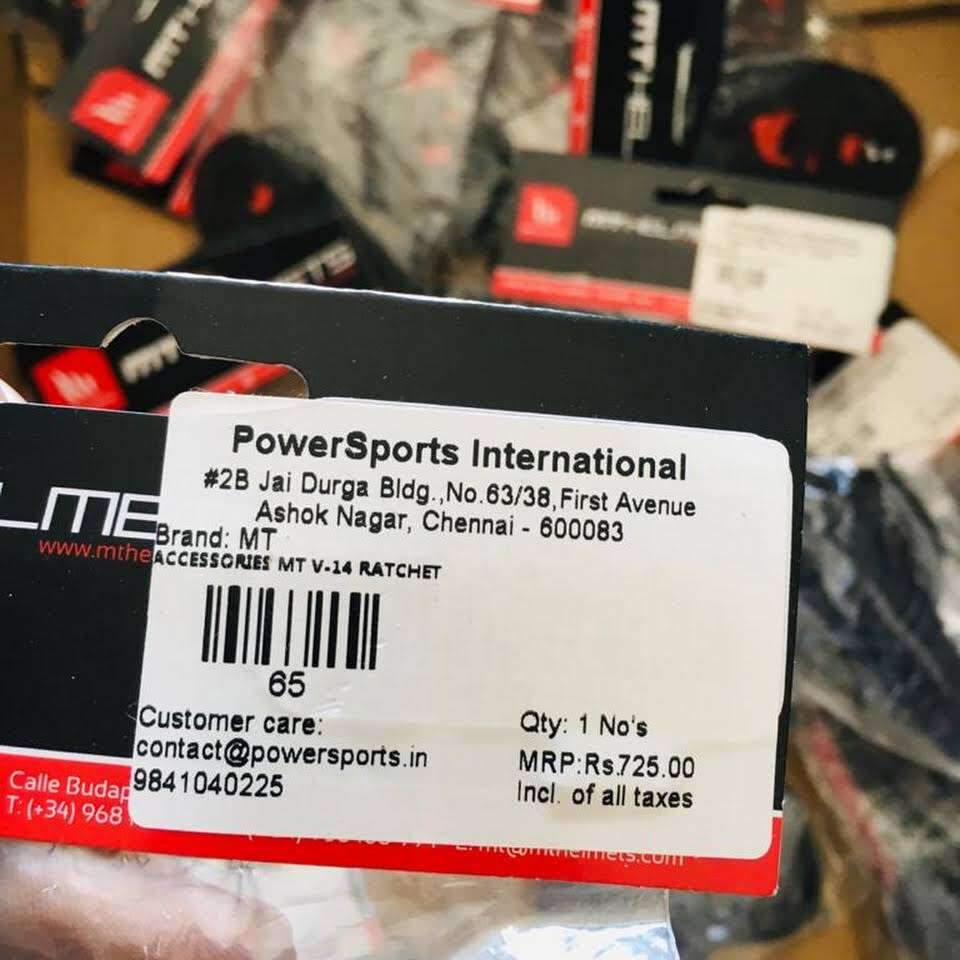 PowerSports International
#2B Jai Durga Bldg.,No.63/38,First Avenue
Ashok Nagar, Chennai - 600083
Brand: MT
ACCESSORIES MT V-14 RATCHET
65
Customer care:
contact@powersports.in
9841040225
Qty: 1 No's
MRP:Rs.725.00
Incl. of all taxes
LME
www.mthe
Calle Budap
T: (+34) 968